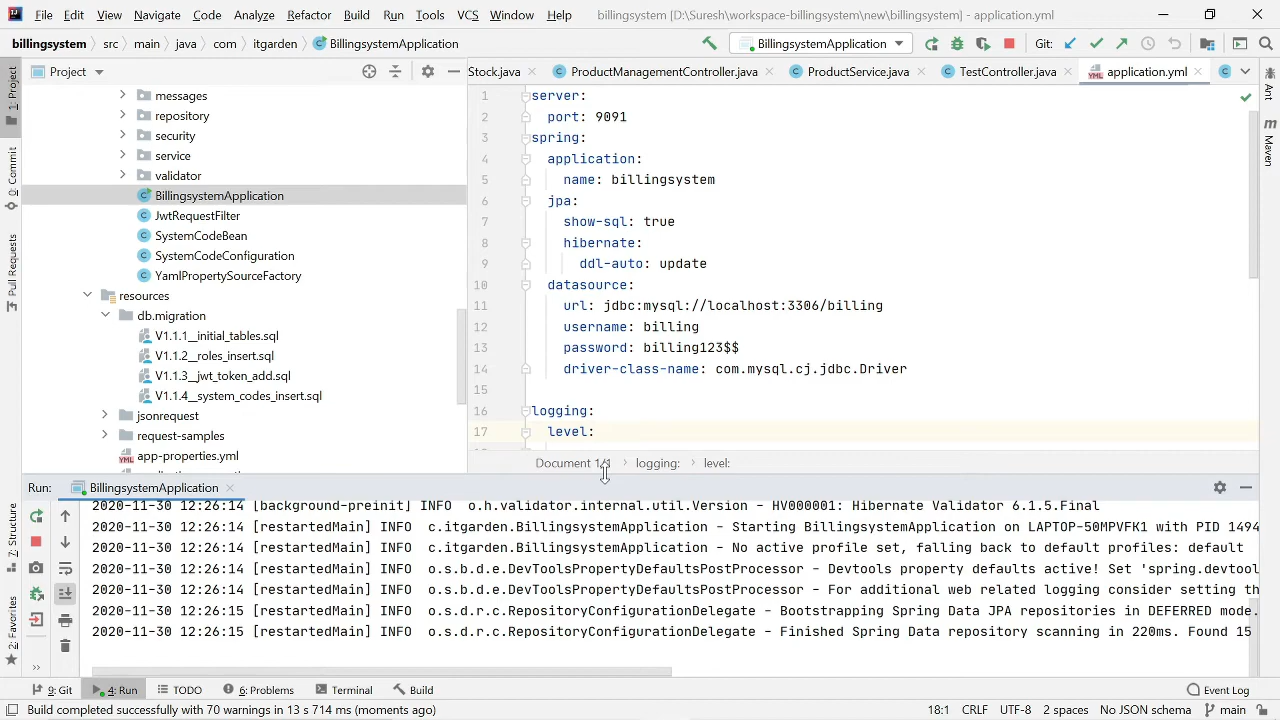 File Edit View Navigate Code Analyze Refactor Build Run Tools VCS Window Help billingsystem [D:\Suresh\workspace-billingsystem\new\billingsystem] - application.yml
billingsystem src main java com itgarden BillingsystemApplication BillingsystemApplication Git:
Project
Stock.java ProductManagementController.java ProductService.java TestController.java application.yml
1: Project
0: Commit
Pull Requests
7: Structure
2: Favorites
messages
repository
security
service
validator
BillingsystemApplication
JwtRequestFilter
SystemCodeBean
SystemCodeConfiguration
YamlPropertySourceFactory
resources
db.migration
V1.1.1__initial_tables.sql
V1.1.2__roles_insert.sql
V1.1.3__jwt_token_add.sql
V1.1.4__system_codes_insert.sql
jsonrequest
request-samples
app-properties.yml
1 server:
2 port: 9091
3 spring:
4 application:
5 name: billingsystem
6 jpa:
7 show-sql: true
8 hibernate:
9 ddl-auto: update
10 datasource:
11 url: jdbc:mysql://localhost:3306/billing
12 username: billing
13 password: billing123$$
14 driver-class-name: com.mysql.cj.jdbc.Driver
15
16 logging:
17 level:
Document 1/1 logging: level:
Ant
Maven
Run: BillingsystemApplication
2020-11-30 12:26:14 [background-preinit] INFO o.h.validator.internal.util.Version - HV000001: Hibernate Validator 6.1.5.Final
2020-11-30 12:26:14 [restartedMain] INFO c.itgarden.BillingsystemApplication - Starting BillingsystemApplication on LAPTOP-50MPVFK1 with PID 1494
2020-11-30 12:26:14 [restartedMain] INFO c.itgarden.BillingsystemApplication - No active profile set, falling back to default profiles: default
2020-11-30 12:26:14 [restartedMain] INFO o.s.b.d.e.DevToolsPropertyDefaultsPostProcessor - Devtools property defaults active! Set 'spring.devtool
2020-11-30 12:26:14 [restartedMain] INFO o.s.b.d.e.DevToolsPropertyDefaultsPostProcessor - For additional web related logging consider setting th
2020-11-30 12:26:15 [restartedMain] INFO o.s.d.r.c.RepositoryConfigurationDelegate - Bootstrapping Spring Data JPA repositories in DEFERRED mode.
2020-11-30 12:26:15 [restartedMain] INFO o.s.d.r.c.RepositoryConfigurationDelegate - Finished Spring Data repository scanning in 220ms. Found 15
9: Git 4: Run TODO 6: Problems Terminal Build Event Log
Build completed successfully with 70 warnings in 13 s 714 ms (moments ago) 18:1 CRLF UTF-8 2 spaces No JSON schema main